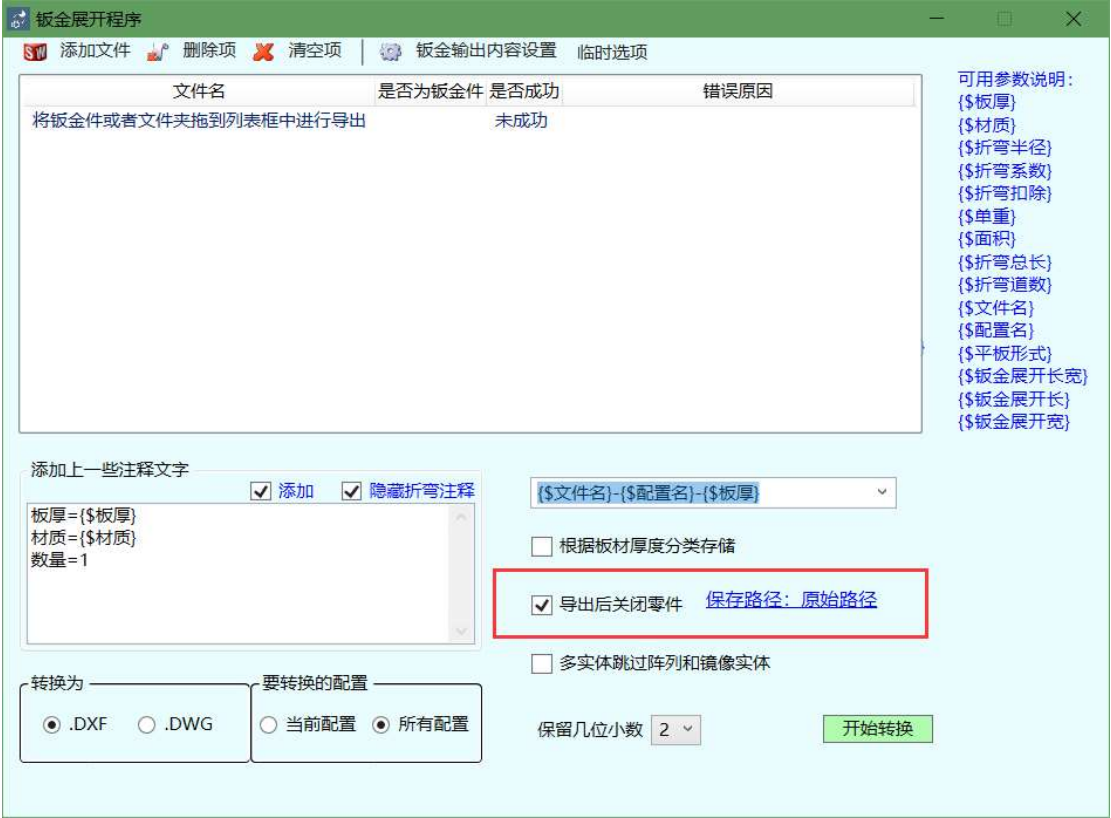 钣金展开程序
添加文件 删除项 清空项 钣金输出内容设置 临时选项
文件名 是否为钣金件 是否成功 错误原因
将钣金件或者文件夹拖到列表框中进行导出 未成功
可用参数说明:
{$板厚}
{$材质}
{$折弯半径}
{$折弯系数}
{$折弯扣除}
{$单重}
{$面积}
{$折弯总长}
{$折弯道数}
{$文件名}
{$配置名}
{$平板形式}
{$钣金展开长宽}
{$钣金展开长}
{$钣金展开宽}
添加上一些注释文字
添加 隐藏折弯注释
板厚={$板厚}
材质={$材质}
数量=1
{$文件名}-{$配置名}-{$板厚}
根据板材厚度分类存储
导出后关闭零件 保存路径：原始路径
多实体跳过阵列和镜像实体
转换为
.DXF .DWG
要转换的配置
当前配置 所有配置
保留几位小数 2
开始转换